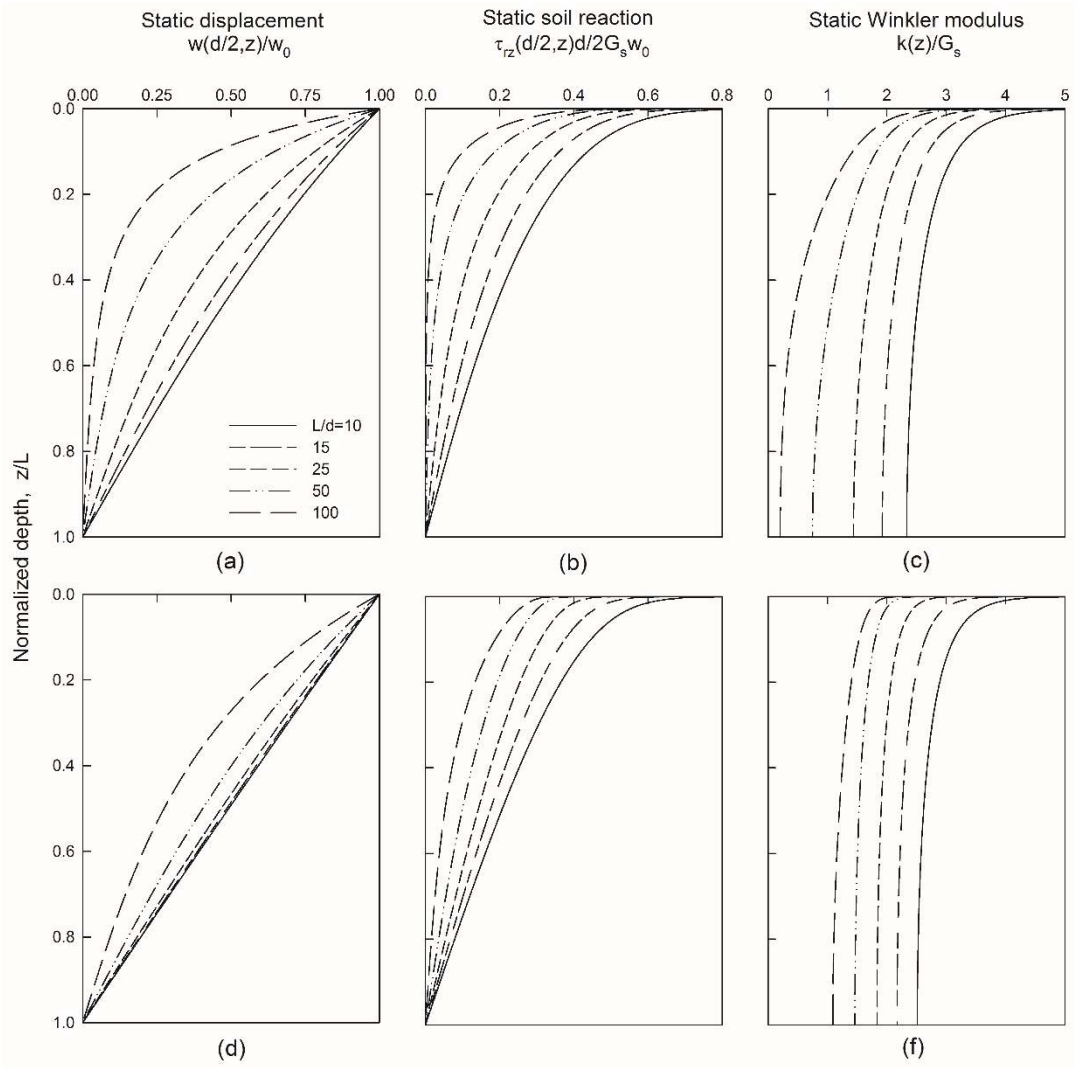 Static displacement
w(d/2,z)/w₀
Static soil reaction
τ_rz(d/2,z)d/2Gₛw₀
Static Winkler modulus
k(z)/Gₛ
0.00 0.25 0.50 0.75 1.00
0.0 0.2 0.4 0.6 0.8
0 1 2 3 4 5
0.0
0.2
0.4
0.6
0.8
1.0
L/d=10
15
25
50
100
Normalized depth, z/L
(a)
(b)
(c)
0.0
0.2
0.4
0.6
0.8
1.0
(d)
(f)